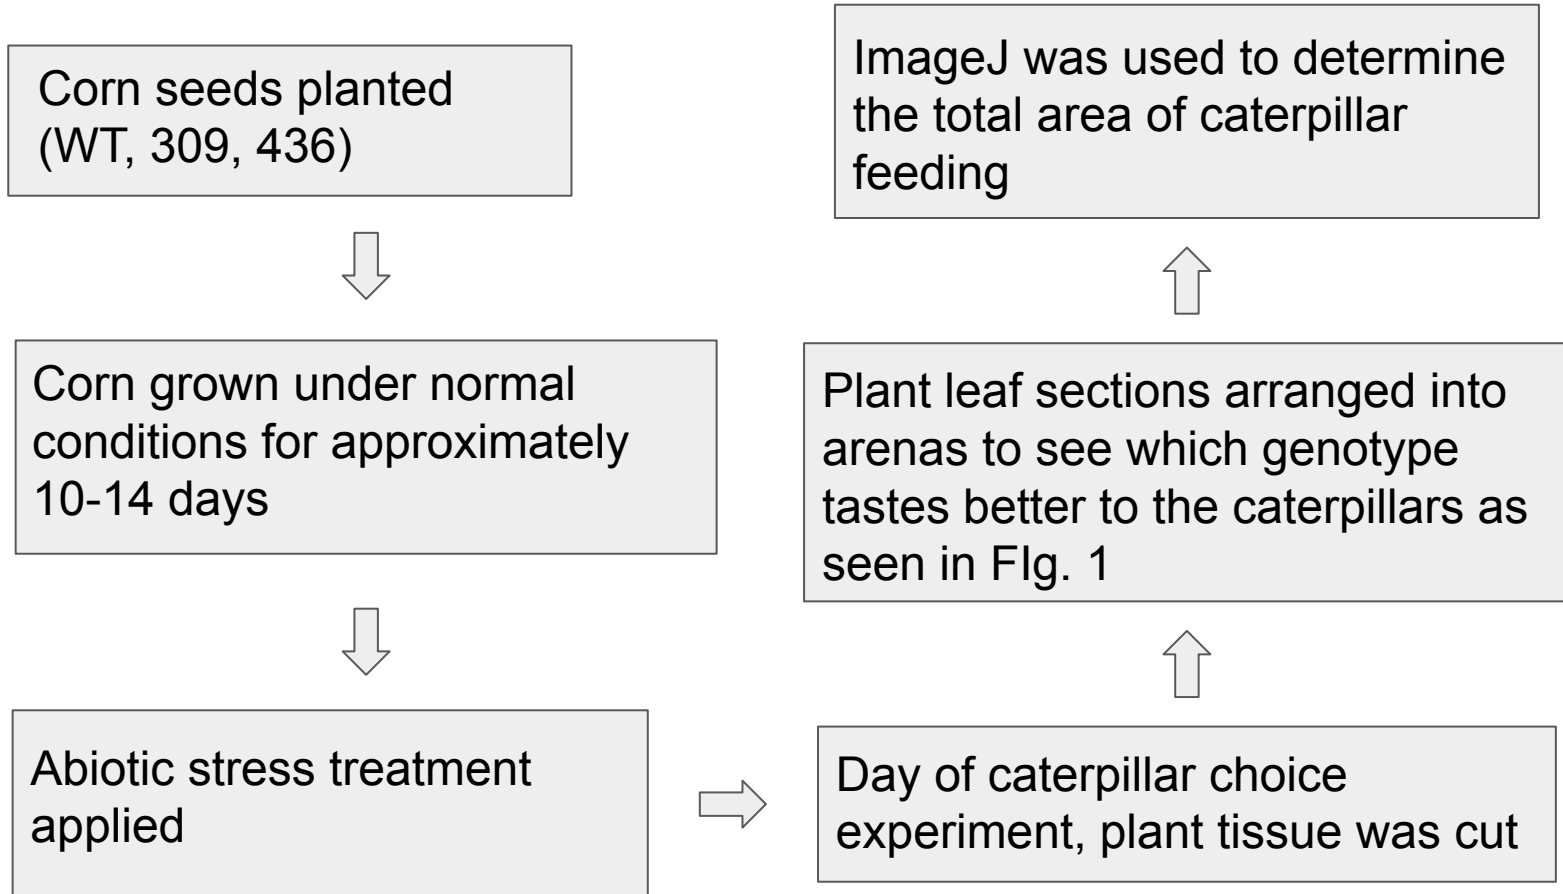 Corn seeds planted
(WT, 309, 436)
Corn grown under normal
conditions for approximately
10-14 days
Abiotic stress treatment
applied
Day of caterpillar choice
experiment, plant tissue was cut
Plant leaf sections arranged into
arenas to see which genotype
tastes better to the caterpillars as
seen in FIg. 1
ImageJ was used to determine
the total area of caterpillar
feeding